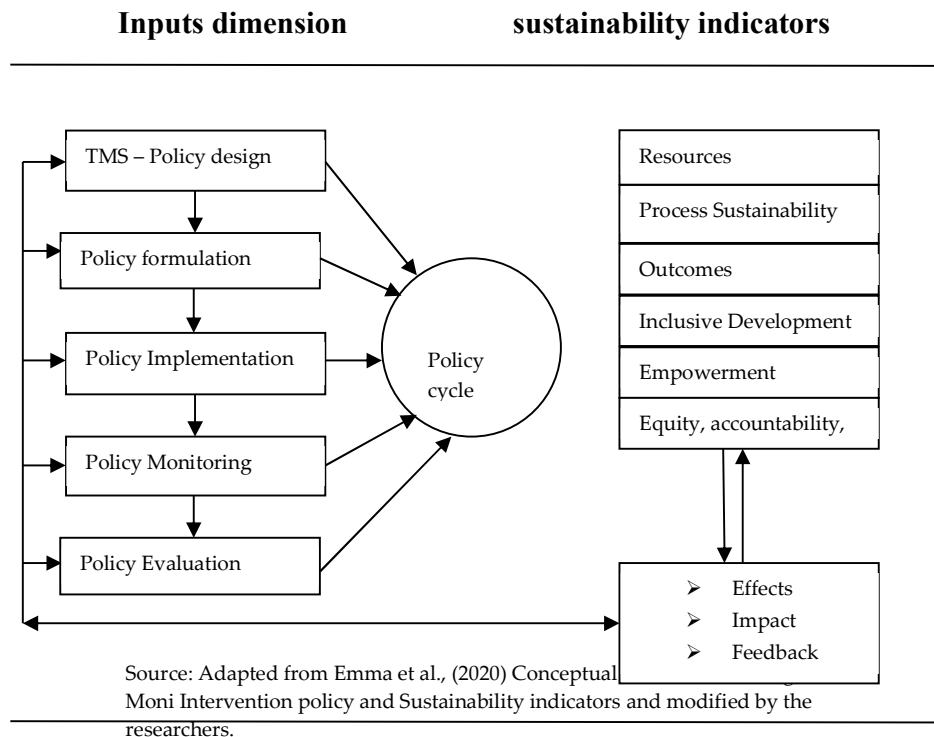 Inputs dimension
sustainability indicators
TMS – Policy design
Policy formulation
Policy Implementation
Policy Monitoring
Policy Evaluation
Policy
cycle
Resources
Process Sustainability
Outcomes
Inclusive Development
Empowerment
Equity, accountability,
➢ Effects
➢ Impact
➢ Feedback
Source: Adapted from Emma et al., (2020) Conceptual
Moni Intervention policy and Sustainability indicators and modified by the
researchers.